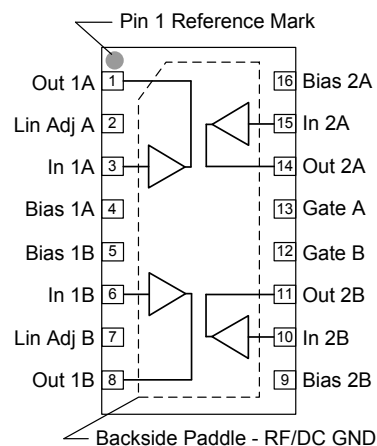 Pin 1 Reference Mark
Out 1A 1 16 Bias 2A
Lin Adj A 2 15 In 2A
In 1A 3 14 Out 2A
Bias 1A 4 13 Gate A
Bias 1B 5 12 Gate B
In 1B 6 11 Out 2B
Lin Adj B 7 10 In 2B
Out 1B 8 9 Bias 2B
Backside Paddle - RF/DC GND